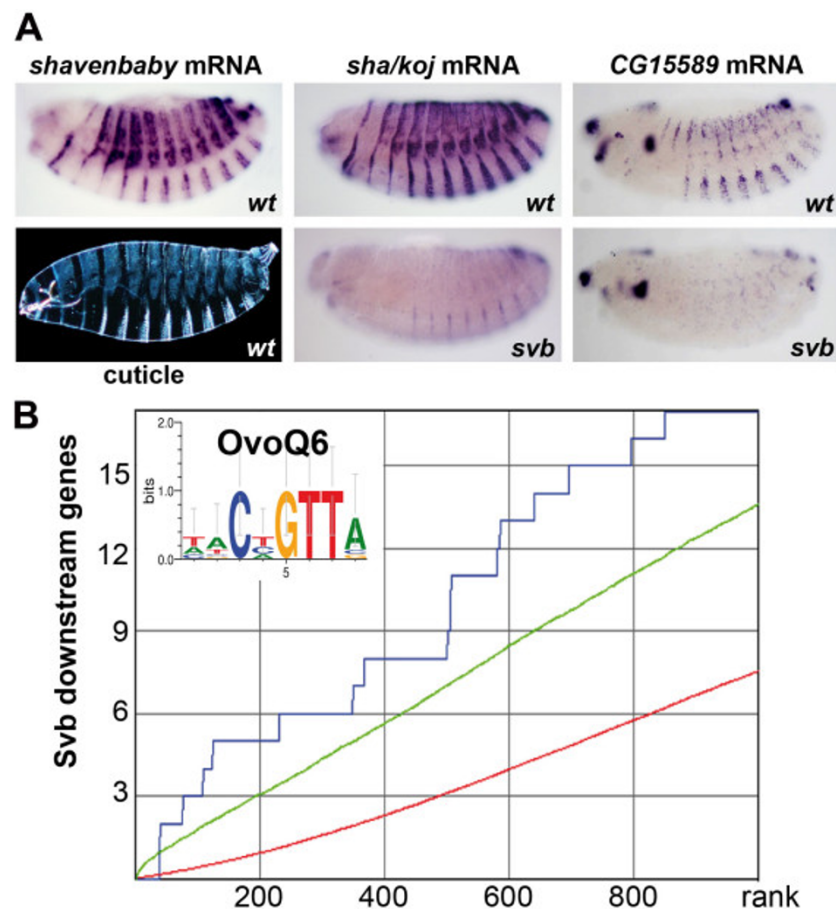 A
shavenbaby mRNA
sha/koj mRNA
CG15589 mRNA
wt
wt
wt
wt
svb
svb
cuticle
B
Svb downstream genes
15
12
9
6
3
OvoQ6
bits
2.0
1.0
0.0
5
200
400
600
800
rank